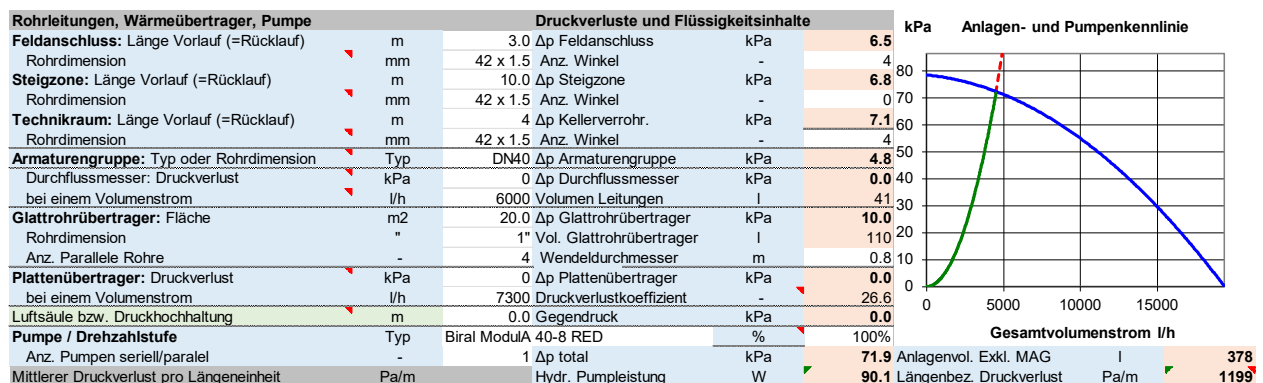 Rohrleitungen, Wärmeübertrager, Pumpe Druckverluste und Flüssigkeitsinhalte
Feldanschluss: Länge Vorlauf (=Rücklauf) m 3.0 Δp Feldanschluss kPa 6.5
Rohrdimension mm 42 x 1.5 Anz. Winkel - 4
Steigzone: Länge Vorlauf (=Rücklauf) m 10.0 Δp Steigzone kPa 6.8
Rohrdimension mm 42 x 1.5 Anz. Winkel - 0
Technikraum: Länge Vorlauf (=Rücklauf) m 4 Δp Kellerverrohr. kPa 7.1
Rohrdimension mm 42 x 1.5 Anz. Winkel - 4
Armaturengruppe: Typ oder Rohrdimension Typ DN40 Δp Armaturengruppe kPa 4.8
Durchflussmesser: Druckverlust kPa 0 Δp Durchflussmesser kPa 0.0
bei einem Volumenstrom l/h 6000 Volumen Leitungen l 41
Glattrohrübertrager: Fläche m2 20.0 Δp Glattrohrübertrager kPa 10.0
Rohrdimension " 1" Vol. Glattrohrübertrager l 110
Anz. Parallele Rohre - 4 Wendeldurchmesser m 0.8
Plattenübertrager: Druckverlust kPa 0 Δp Plattenübertrager kPa 0.0
bei einem Volumenstrom l/h 7300 Druckverlustkoeffizient - 26.6
Luftsäule bzw. Druckhochhaltung m 0.0 Gegendruck kPa 0.0
Pumpe / Drehzahlstufe Typ Biral ModulA 40-8 RED % 100%
Anz. Pumpen seriell/paralel - 1 Δp total kPa 71.9
Mittlerer Druckverlust pro Längeneinheit Pa/m Hydr. Pumpleistung W 90.1
kPa Anlagen- und Pumpenkennlinie
80
70
60
50
40
30
20
10
0
0 5000 10000 15000
Gesamtvolumenstrom l/h
Anlagenvol. Exkl. MAG l 378
Längenbez. Druckverlust Pa/m 1199